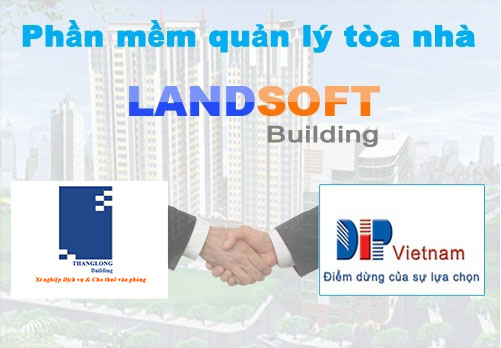 Phần mềm quản lý tòa nhà
LANDSOFT
Building
THANGLONG
Building
Xí nghiệp Dịch vụ & Cho thuê văn phòng
DIP Vietnam
Điểm dừng của sự lựa chọn